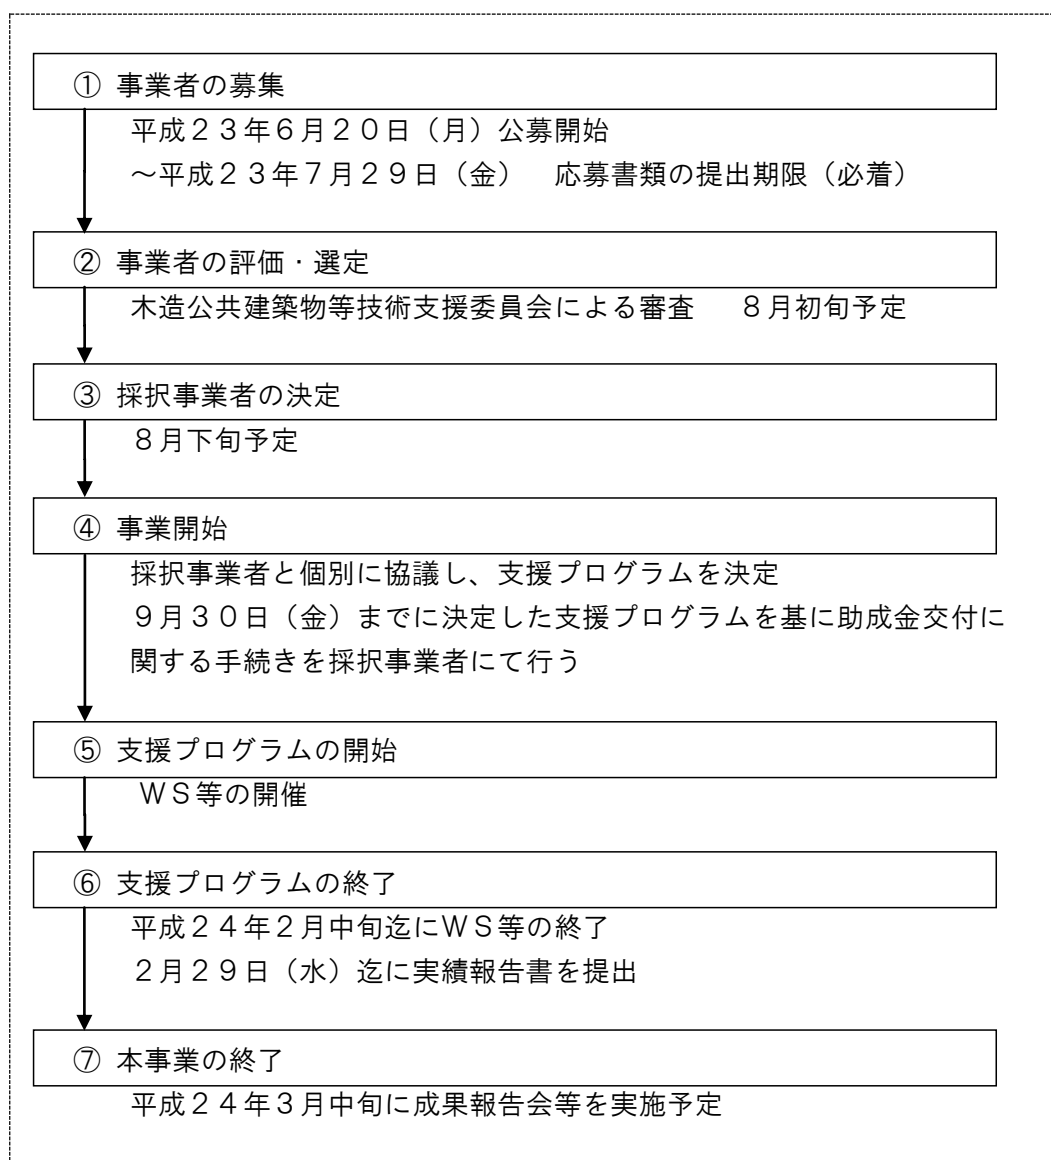 ① 事業者の募集
平成２３年６月２０日（月）公募開始
～平成２３年７月２９日（金）　応募書類の提出期限（必着）
② 事業者の評価・選定
木造公共建築物等技術支援委員会による審査　８月初旬予定
③ 採択事業者の決定
８月下旬予定
④ 事業開始
採択事業者と個別に協議し、支援プログラムを決定
９月３０日（金）までに決定した支援プログラムを基に助成金交付に
関する手続きを採択事業者にて行う
⑤ 支援プログラムの開始
ＷＳ等の開催
⑥ 支援プログラムの終了
平成２４年２月中旬迄にＷＳ等の終了
２月２９日（水）迄に実績報告書を提出
⑦ 本事業の終了
平成２４年３月中旬に成果報告会等を実施予定